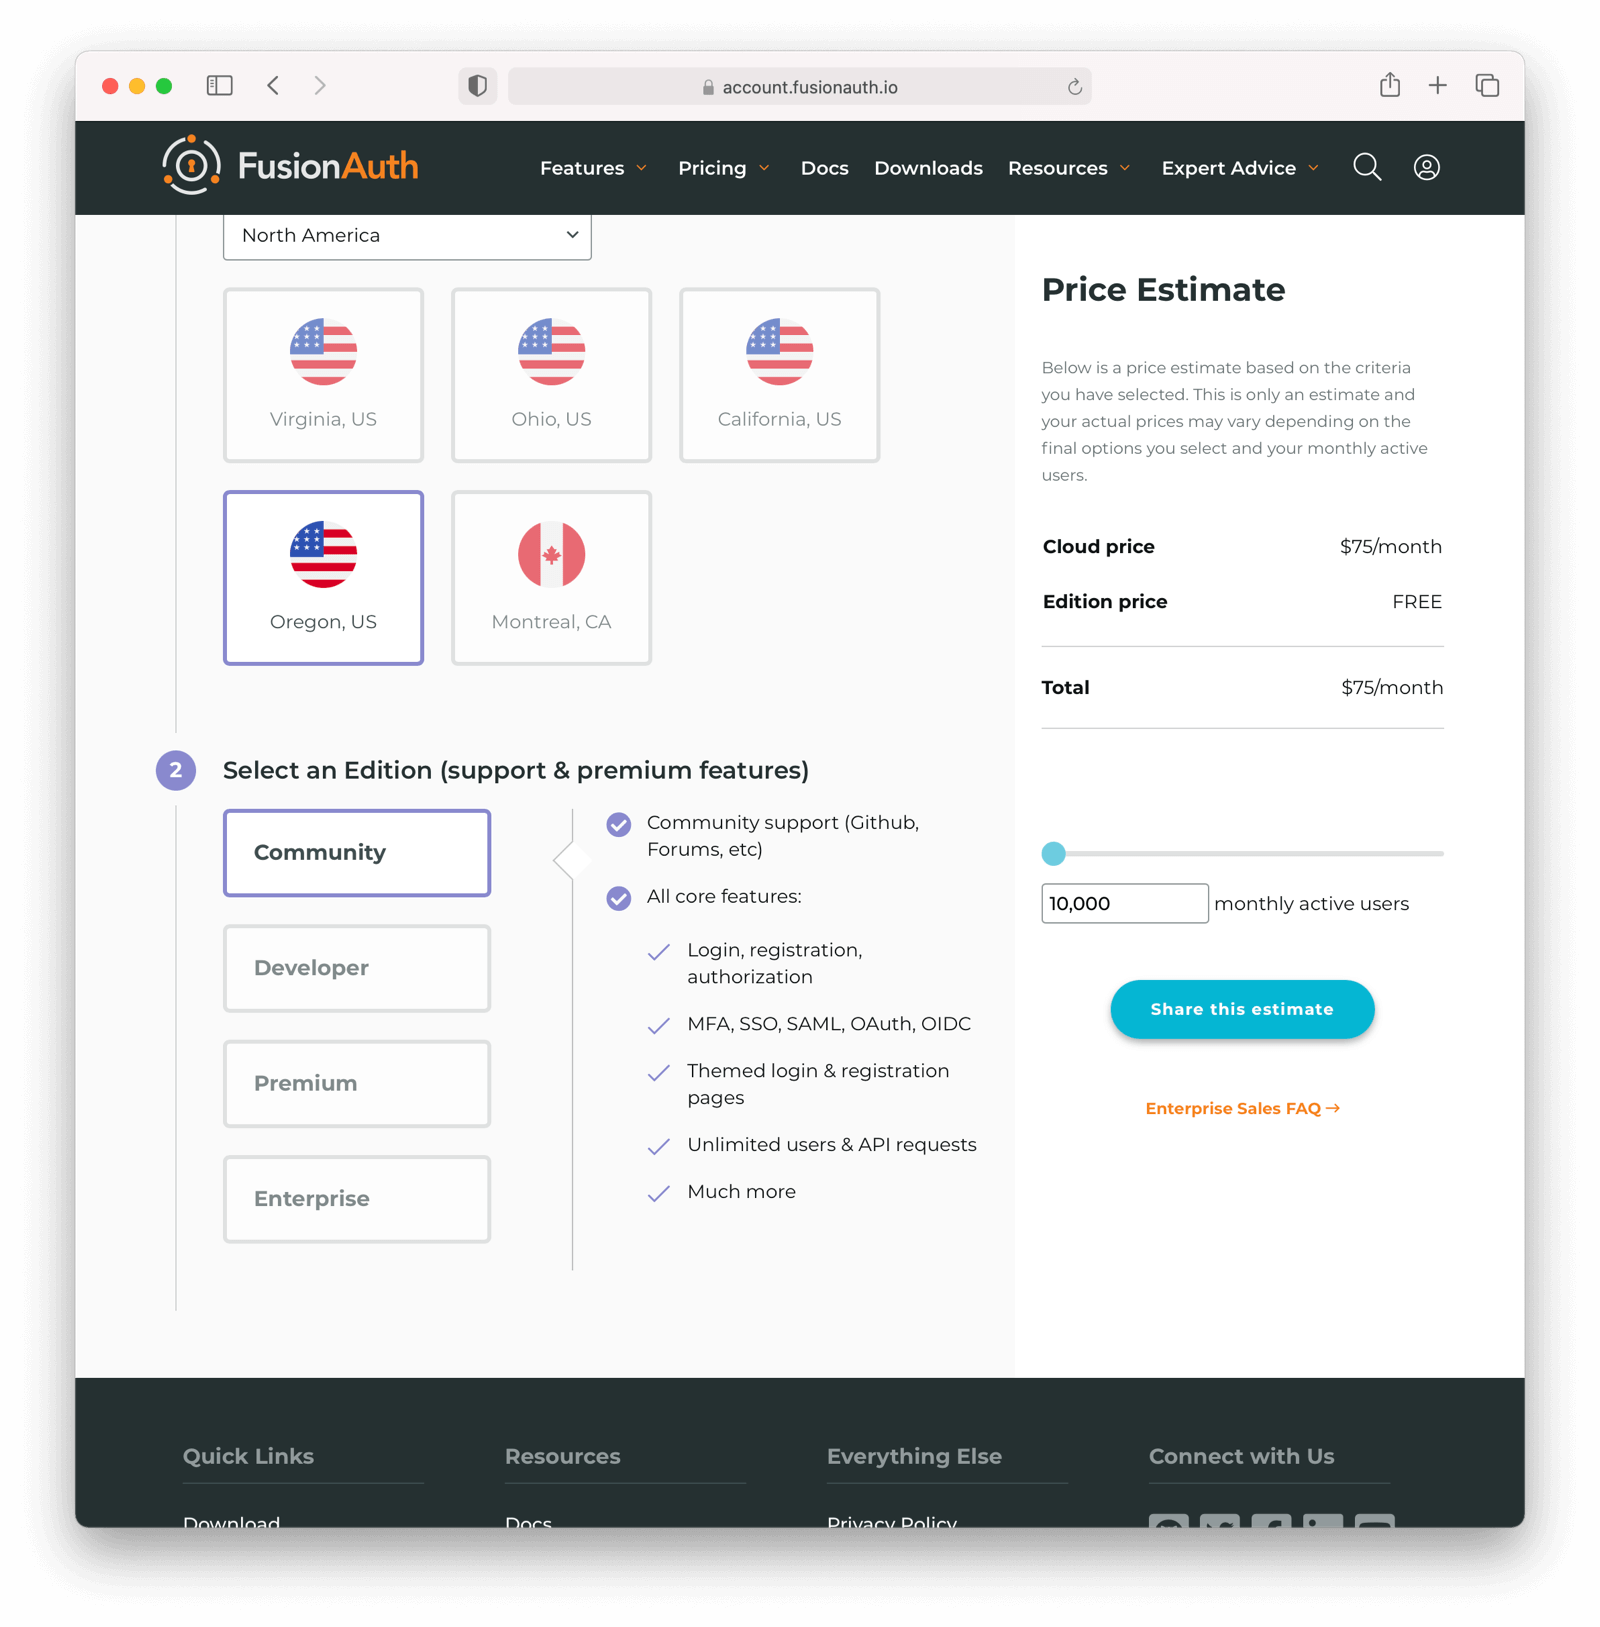 account.fusionauth.io
FusionAuth
Features
Pricing
Docs
Downloads
Resources
Expert Advice
North America
Virginia, US
Ohio, US
California, US
Oregon, US
Montreal, CA
2
Select an Edition (support & premium features)
Community
Developer
Premium
Enterprise
Community support (Github,
Forums, etc)
All core features:
Login, registration,
authorization
MFA, SSO, SAML, OAuth, OIDC
Themed login & registration
pages
Unlimited users & API requests
Much more
Price Estimate
Below is a price estimate based on the criteria
you have selected. This is only an estimate and
your actual prices may vary depending on the
final options you select and your monthly active
users.
Cloud price $75/month
Edition price FREE
Total $75/month
10,000 monthly active users
Share this estimate
Enterprise Sales FAQ →
Quick Links
Download
Resources
Docs
Everything Else
Privacy Policy
Connect with Us